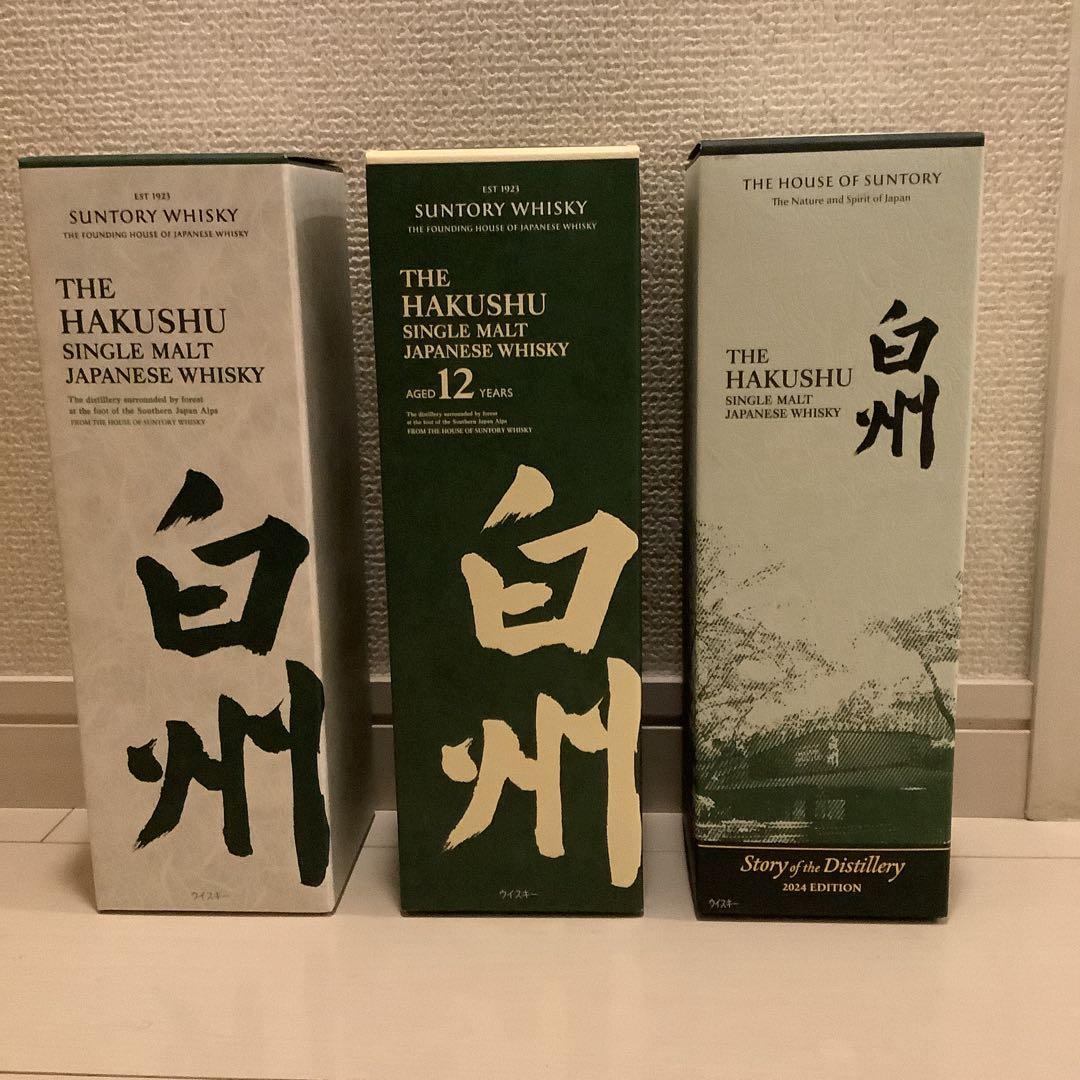 EST 1923
SUNTORY WHISKY
THE FOUNDING HOUSE OF JAPANESE WHISKY
THE
HAKUSHU
SINGLE MALT
JAPANESE WHISKY
The distillery surrounded by forest
at the foot of the Southern Japan Alps
FROM THE HOUSE OF SUNTORY WHISKY
白州
ウイスキー
EST 1923
SUNTORY WHISKY
THE FOUNDING HOUSE OF JAPANESE WHISKY
THE
HAKUSHU
SINGLE MALT
JAPANESE WHISKY
AGED 12 YEARS
The distillery surrounded by forest
at the foot of the Southern Japan Alps
FROM THE HOUSE OF SUNTORY WHISKY
白州
ウイスキー
THE HOUSE OF SUNTORY
The Nature and Spirit of Japan
白州
THE
HAKUSHU
SINGLE MALT
JAPANESE WHISKY
Story of the Distillery
2024 EDITION
ウイスキー